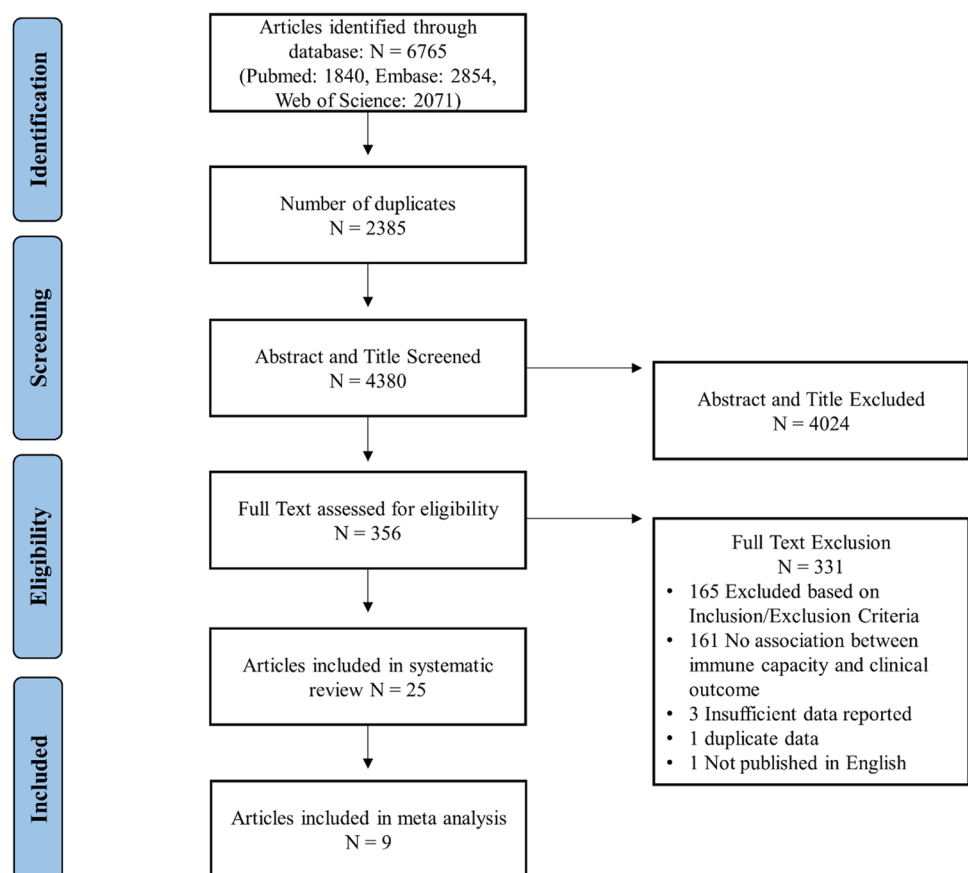 Identification
Articles identified through
database: N = 6765
(Pubmed: 1840, Embase: 2854,
Web of Science: 2071)
Number of duplicates
N = 2385
Screening
Abstract and Title Screened
N = 4380
Abstract and Title Excluded
N = 4024
Eligibility
Full Text assessed for eligibility
N = 356
Full Text Exclusion
N = 331
• 165 Excluded based on
Inclusion/Exclusion Criteria
• 161 No association between
immune capacity and clinical
outcome
• 3 Insufficient data reported
• 1 duplicate data
• 1 Not published in English
Articles included in systematic
review N = 25
Included
Articles included in meta analysis
N = 9